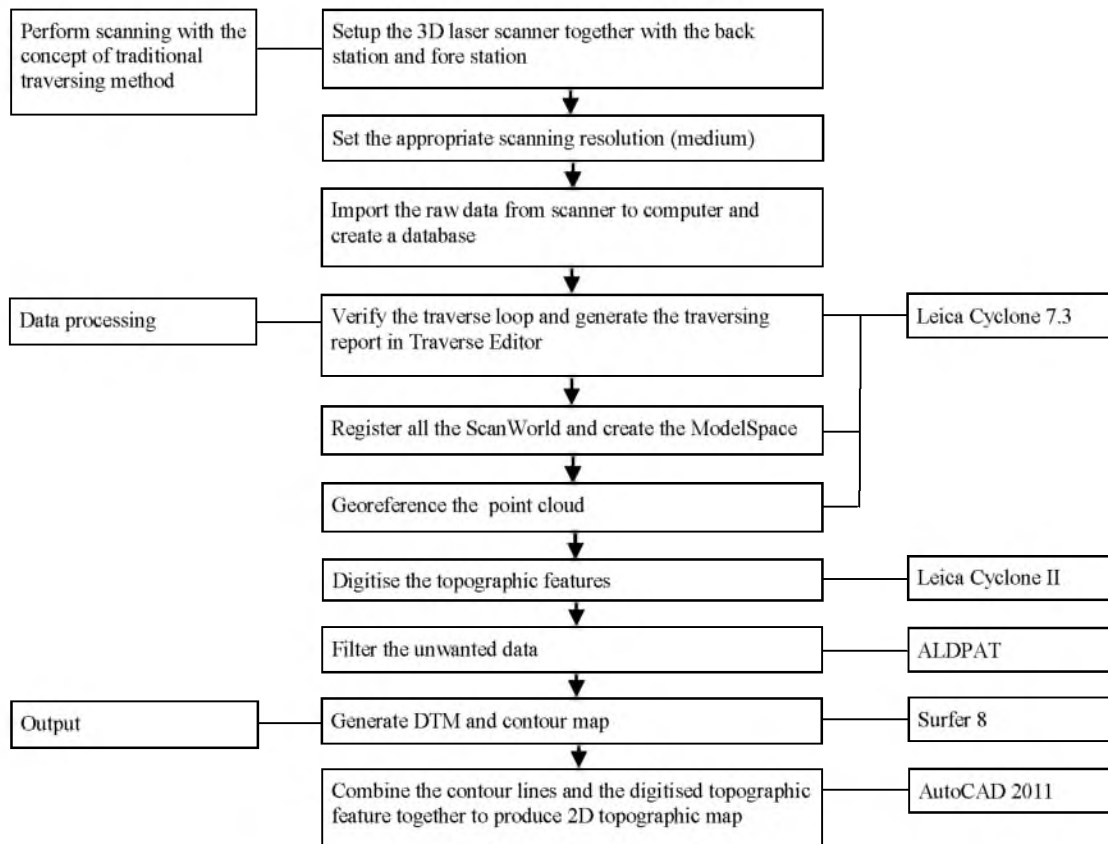 Perform scanning with the
concept of traditional
traversing method
Setup the 3D laser scanner together with the back
station and fore station
Set the appropriate scanning resolution (medium)
Import the raw data from scanner to computer and
create a database
Data processing
Verify the traverse loop and generate the traversing
report in Traverse Editor
Leica Cyclone 7.3
Register all the ScanWorld and create the ModelSpace
Georeference the point cloud
Digitise the topographic features
Leica Cyclone II
Filter the unwanted data
ALDPAT
Output
Generate DTM and contour map
Surfer 8
Combine the contour lines and the digitised topographic
feature together to produce 2D topographic map
AutoCAD 2011